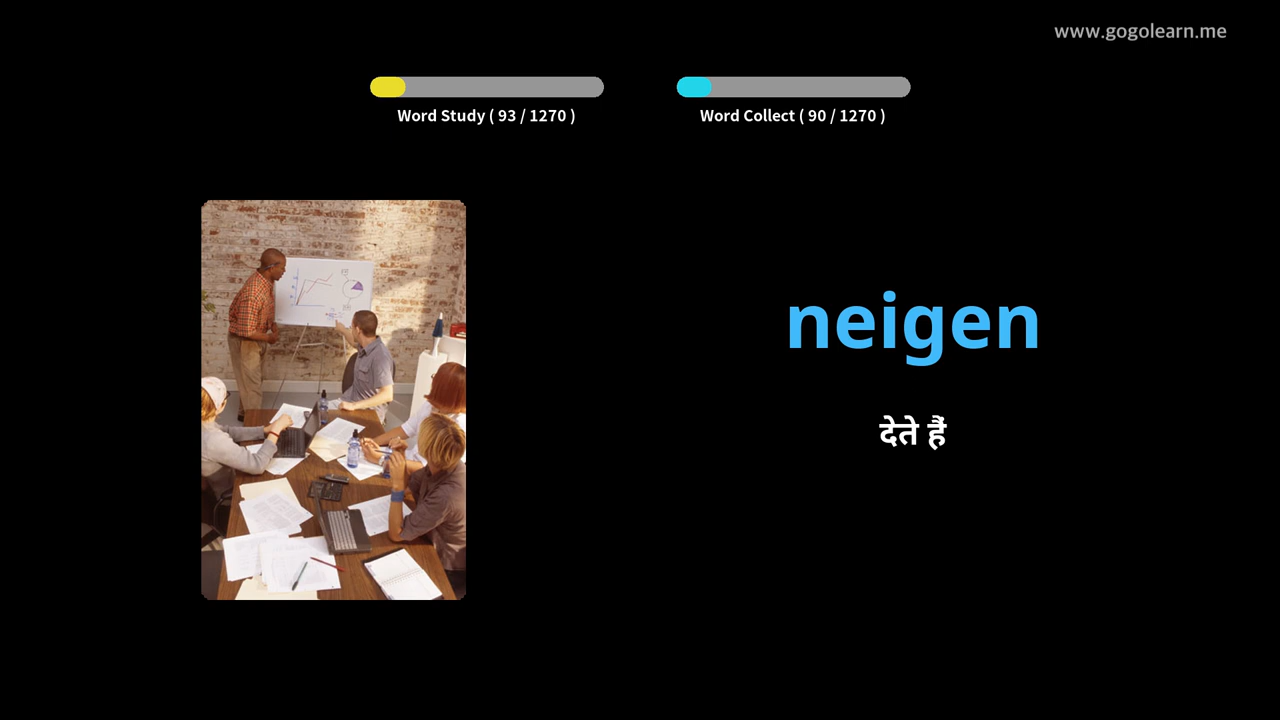 www.gogolearn.me
Word Study ( 93 / 1270 )
Word Collect ( 90 / 1270 )
neigen
देते हैं